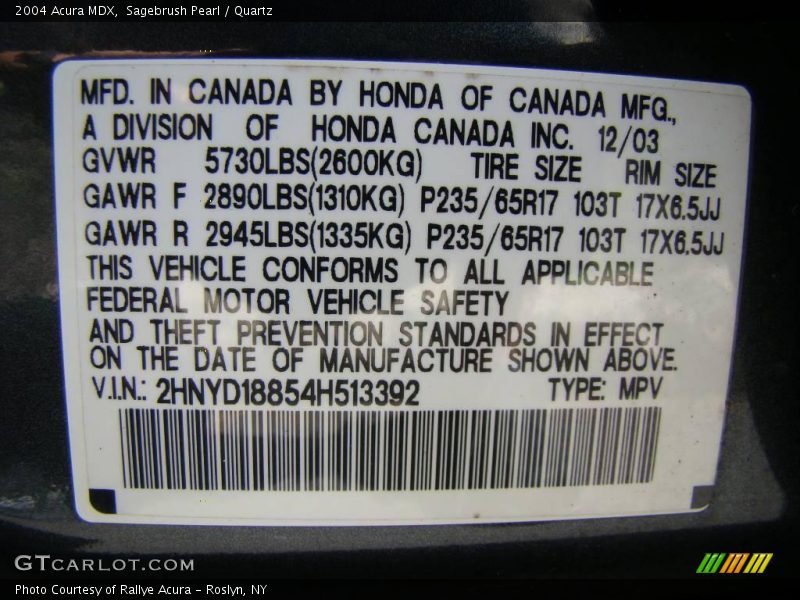 2004 Acura MDX, Sagebrush Pearl / Quartz
MFD. IN CANADA BY HONDA OF CANADA MFG.,
A DIVISION OF HONDA CANADA INC. 12/03
GVWR 5730LBS(2600KG) TIRE SIZE RIM SIZE
GAWR F 2890LBS(1310KG) P235/65R17 103T 17X6.5JJ
GAWR R 2945LBS(1335KG) P235/65R17 103T 17X6.5JJ
THIS VEHICLE CONFORMS TO ALL APPLICABLE
FEDERAL MOTOR VEHICLE SAFETY
AND THEFT PREVENTION STANDARDS IN EFFECT
ON THE DATE OF MANUFACTURE SHOWN ABOVE.
V.I.N.: 2HNYD18854H513392 TYPE: MPV
GTCARLOT.COM
Photo Courtesy of Rallye Acura - Roslyn, NY